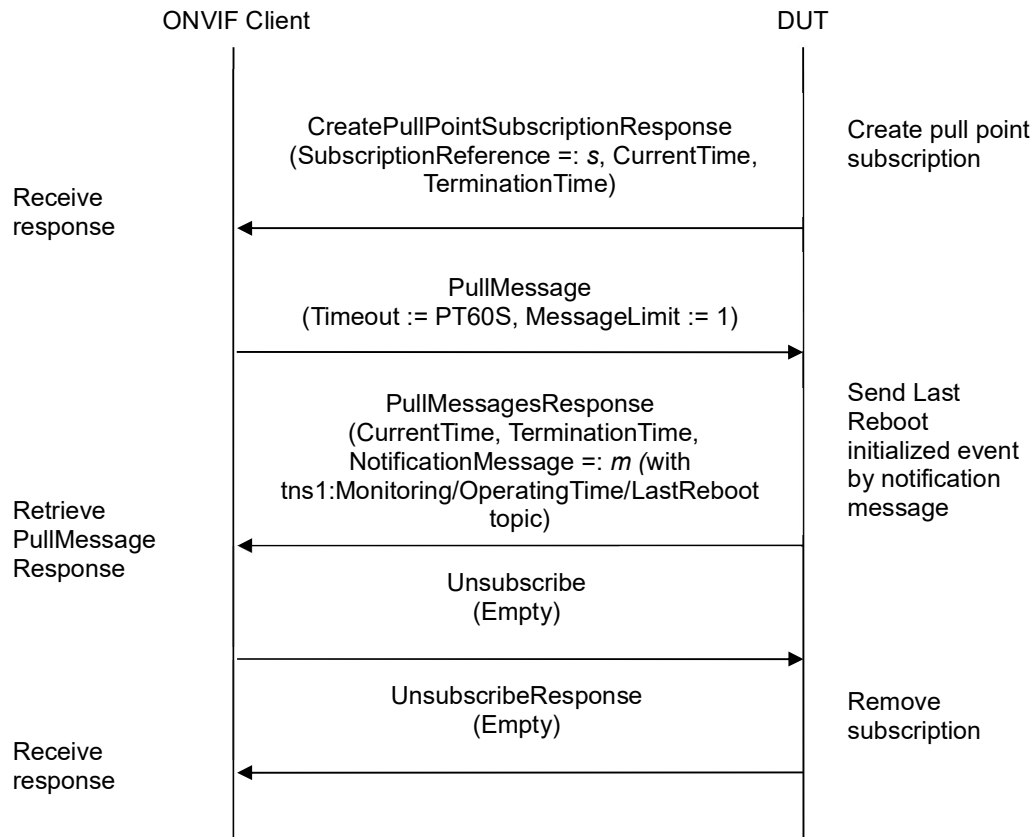 ONVIF Client
DUT
CreatePullPointSubscriptionResponse
(SubscriptionReference =: s, CurrentTime,
TerminationTime)
Create pull point
subscription
Receive
response
PullMessage
(Timeout := PT60S, MessageLimit := 1)
PullMessagesResponse
(CurrentTime, TerminationTime,
NotificationMessage =: m (with
tns1:Monitoring/OperatingTime/LastReboot
topic)
Send Last
Reboot
initialized event
by notification
message
Retrieve
PullMessage
Response
Unsubscribe
(Empty)
UnsubscribeResponse
(Empty)
Remove
subscription
Receive
response